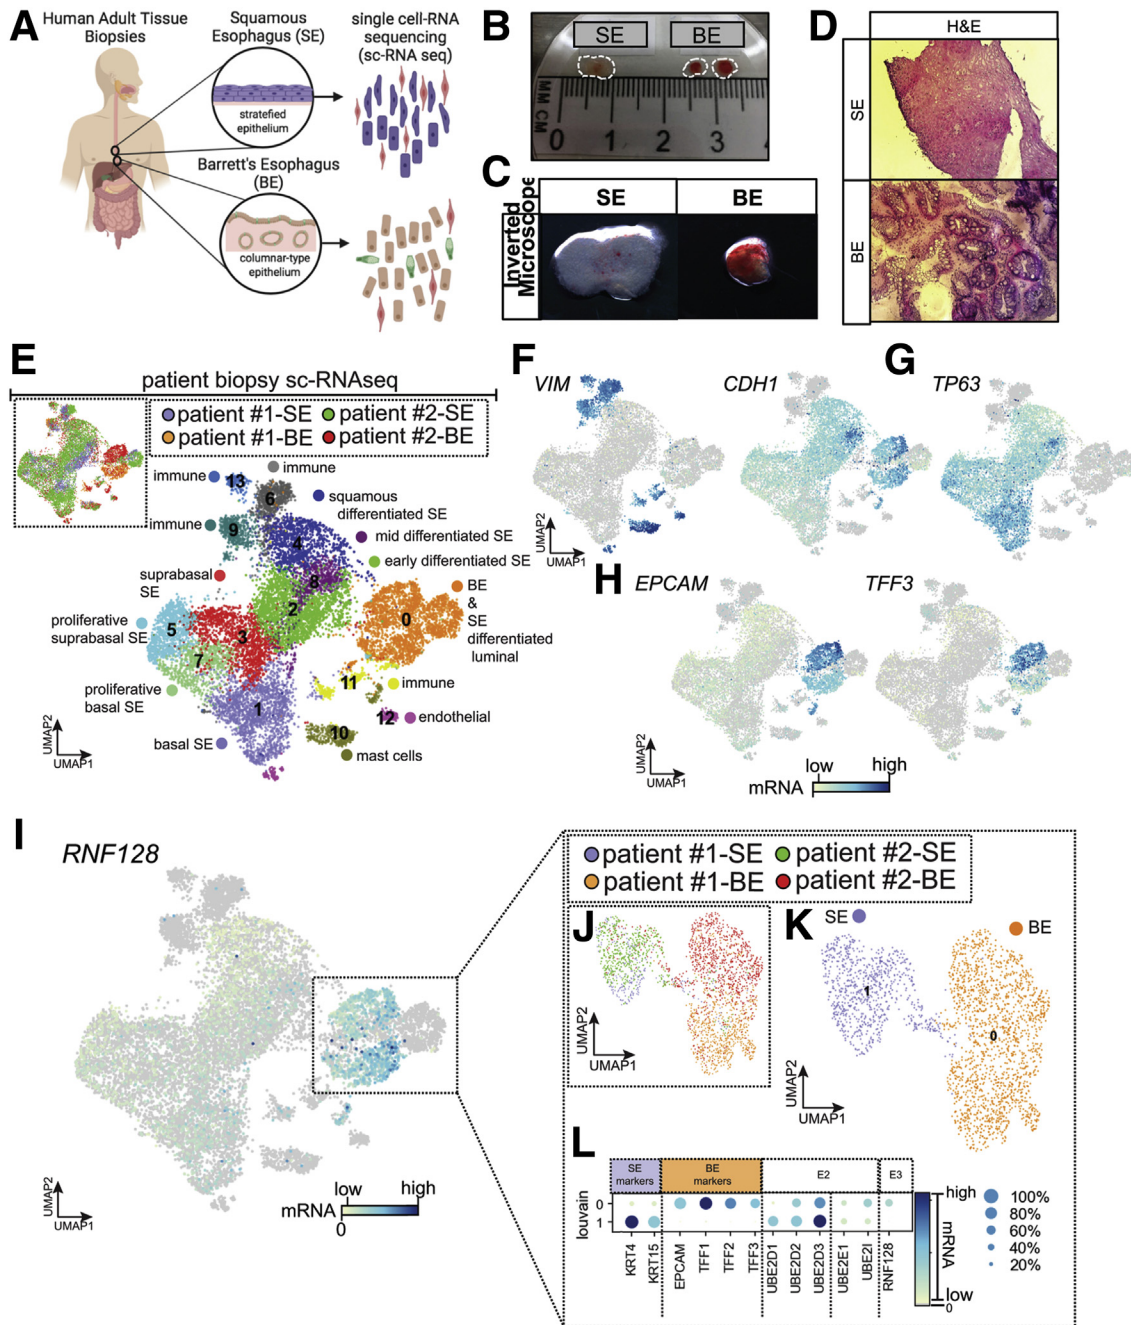 A
Human Adult Tissue
Biopsies
Squamous
Esophagus (SE)
stratefied
epithelium
Barrett's Esophagus
(BE)
columnar-type
epithelium
single cell-RNA
sequencing
(sc-RNA seq)
B
SE
BE
MM CM
0 1 2 3
C
SE
BE
Inverted
Microscope
D
H&E
SE
BE
E
patient biopsy sc-RNAseq
patient #1-SE
patient #2-SE
patient #1-BE
patient #2-BE
immune
13
immune
6
squamous
differentiated SE
immune
9
4
mid differentiated SE
early differentiated SE
8
suprabasal
SE
2
BE
&
SE
differentiated
luminal
0
proliferative
suprabasal SE
5
3
7
proliferative
basal SE
1
basal SE
11
immune
12
endothelial
10
mast cells
UMAP2
UMAP1
F
VIM
CDH1
UMAP2
UMAP1
G
TP63
H
EPCAM
TFF3
UMAP2
UMAP1
low
high
mRNA
I
RNF128
UMAP2
UMAP1
low
high
mRNA
0
patient #1-SE
patient #2-SE
patient #1-BE
patient #2-BE
J
UMAP2
UMAP1
K
SE
BE
1
0
UMAP2
UMAP1
L
SE
markers
BE
markers
E2
E3
louvain
0
1
KRT4
KRT15
EPCAM
TFF1
TFF2
TFF3
UBE2D1
UBE2D2
UBE2D3
UBE2E1
UBE2I
RNF128
high
mRNA
low
0
100%
80%
60%
40%
20%